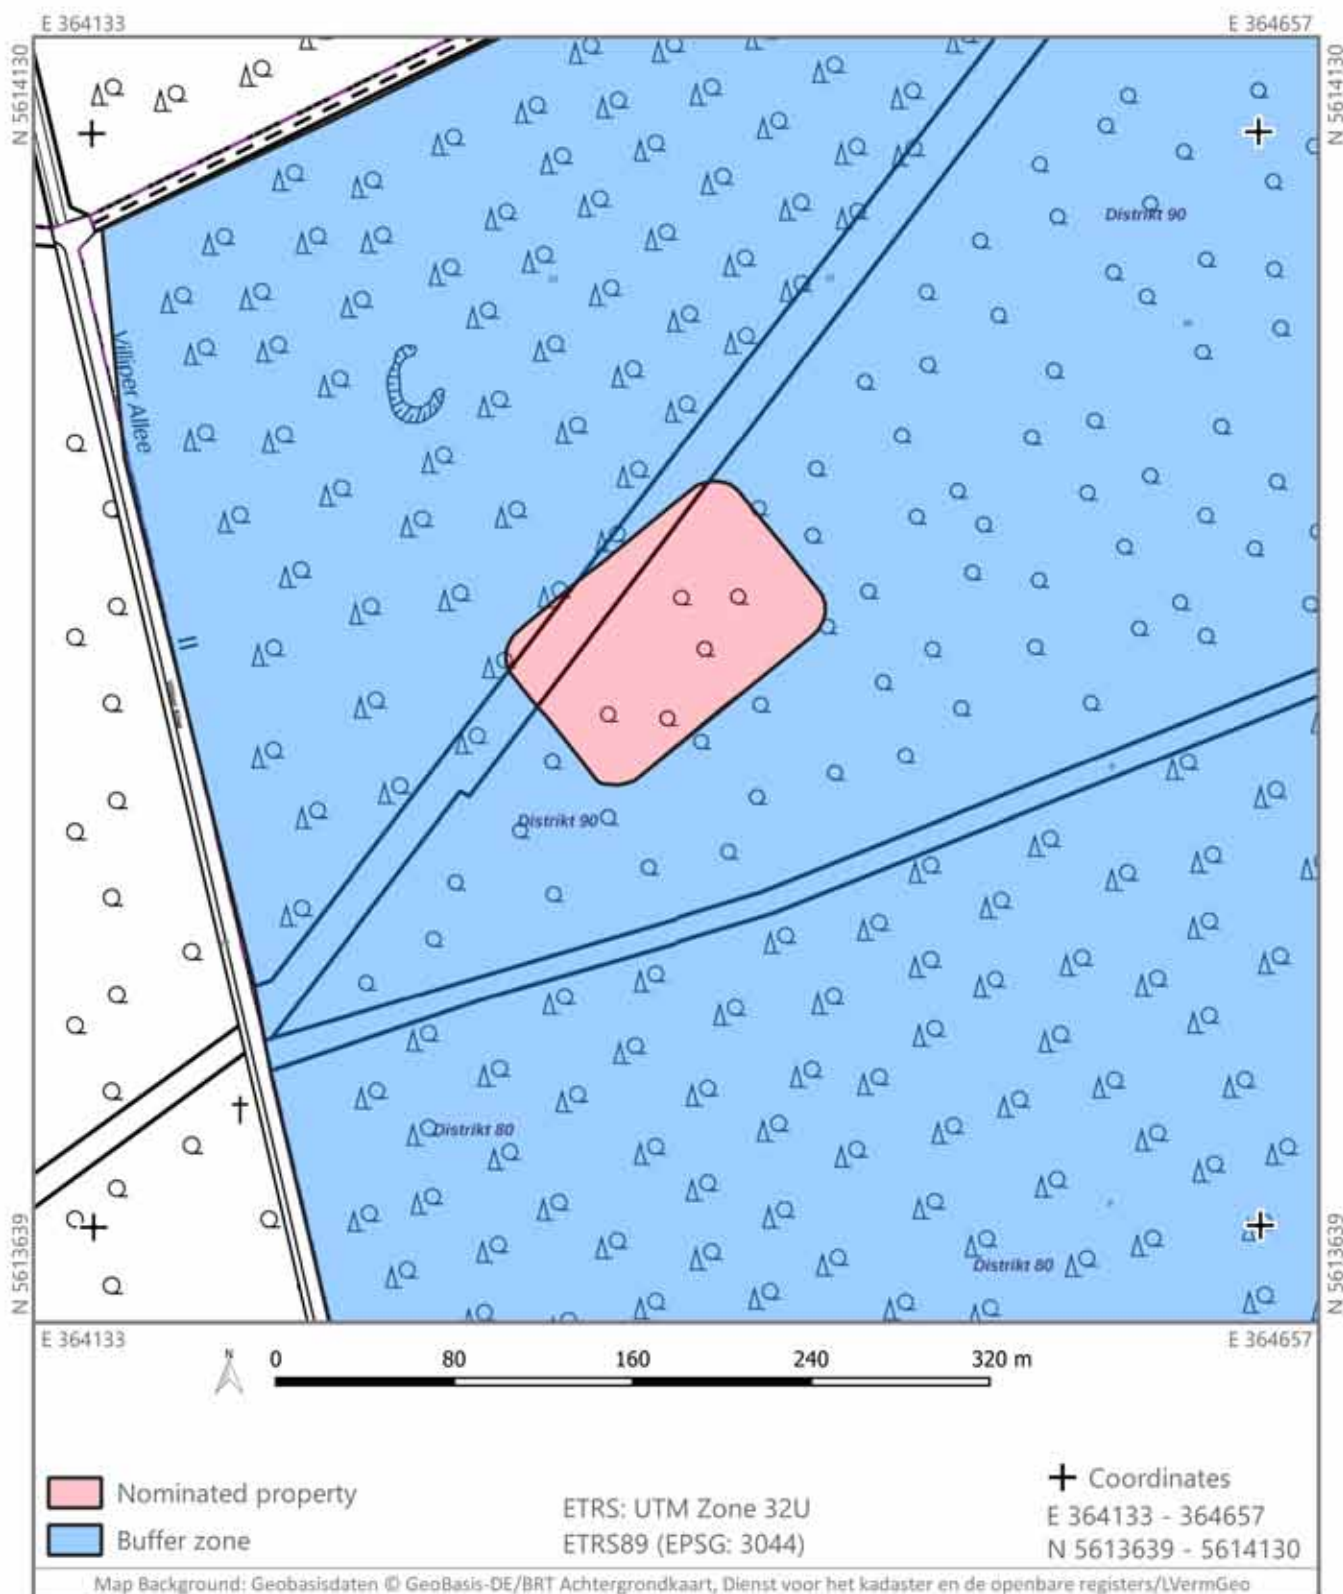 E 364133
E 364657
N 5614130
N 5614130
Distrikt 90
Villiper Allee
Distrikt 90
Distrikt 80
Distrikt 80
N 5613639
N 5613639
E 364133
E 364657
N
0 80 160 240 320 m
Nominated property
Buffer zone
ETRS: UTM Zone 32U
ETRS89 (EPSG: 3044)
Coordinates
E 364133 - 364657
N 5613639 - 5614130
Map Background: Geobasisdaten © GeoBasis-DE/BRT Achtergrondkaart, Dienst voor het kadaster en de openbare registers/LVermGeo